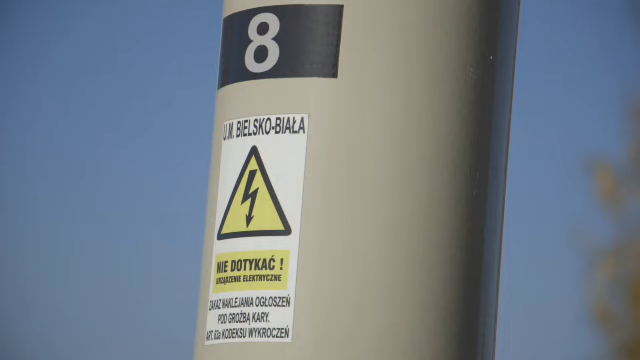 8
U.M. BIELSKO-BIAŁA
NIE DOTYKAĆ !
URZĄDZENIE ELEKTRYCZNE
ZAKAZ NAKLEJANIA OGŁOSZEŃ
POD GROŹBĄ KARY.
ART. 63a KODEKSU WYKROCZEŃ